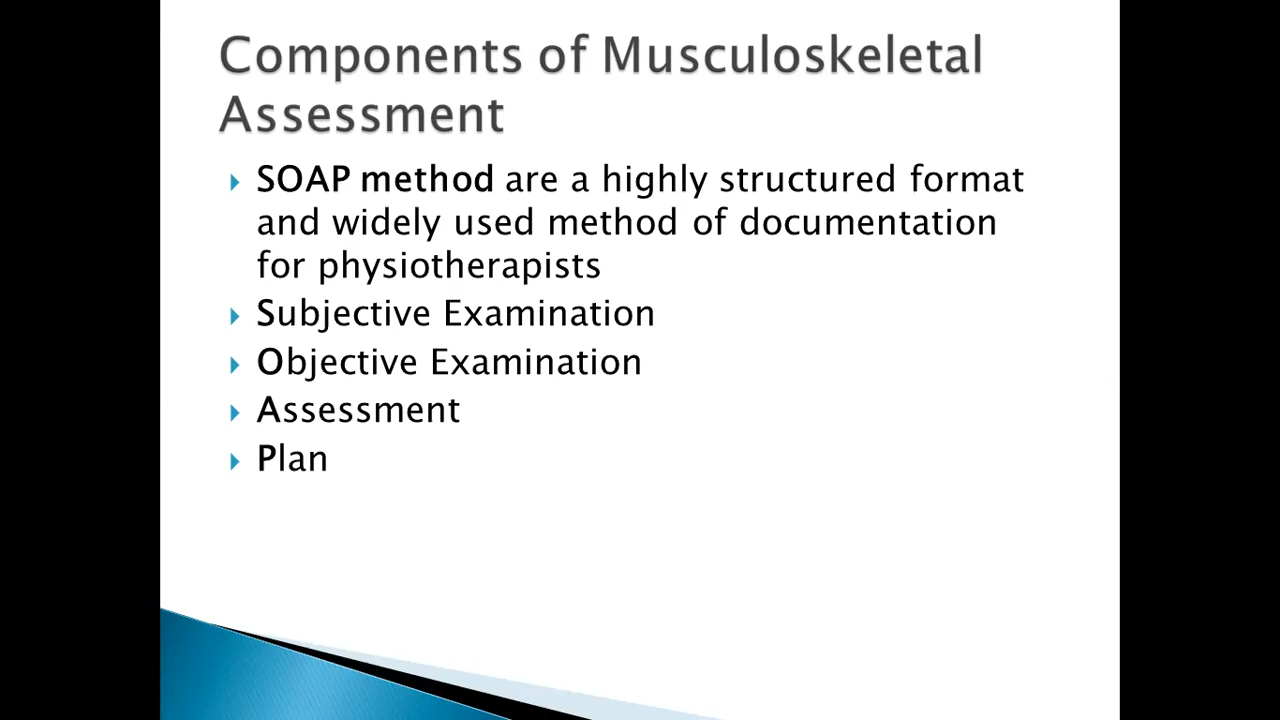 Components of Musculoskeletal
Assessment
SOAP method are a highly structured format
and widely used method of documentation
for physiotherapists
Subjective Examination
Objective Examination
Assessment
Plan